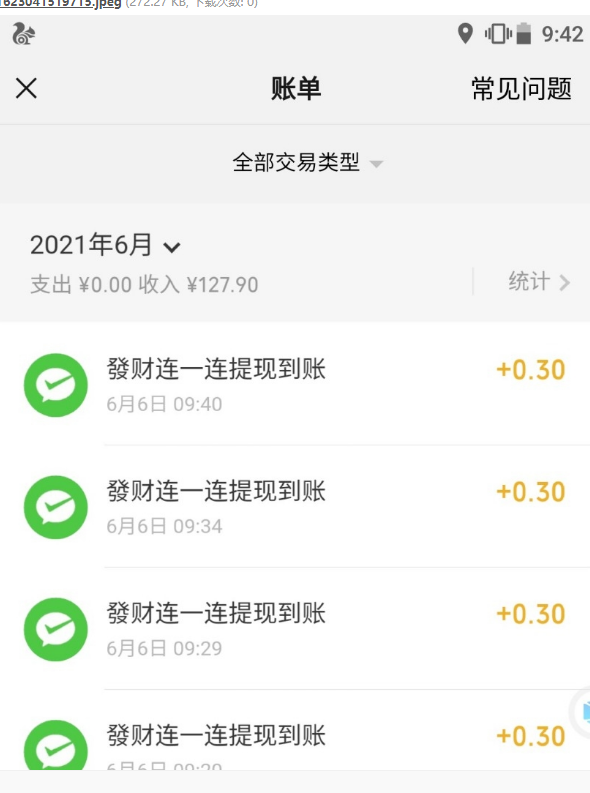 1623041519715.jpeg (272.27 KB, 下载次数: 0)
9:42
账单
常见问题
全部交易类型
2021年6月
支出 ¥0.00 收入 ¥127.90
统计
發财连一连提现到账
+0.30
6月6日 09:40
發财连一连提现到账
+0.30
6月6日 09:34
發财连一连提现到账
+0.30
6月6日 09:29
發财连一连提现到账
+0.30